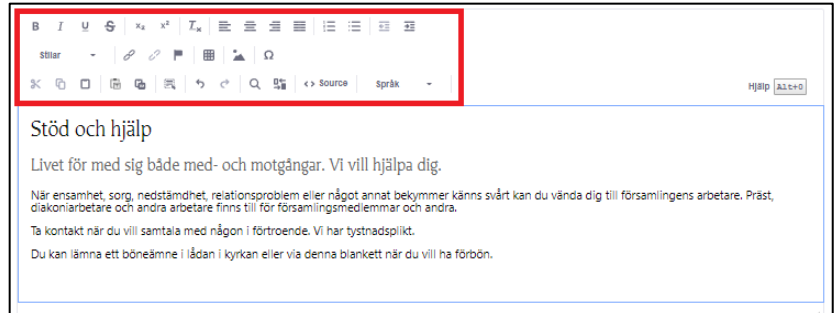 B I U S x₂ x² Iₓ
Stilar Ω
Source Språk
Hjälp Alt+0
Stöd och hjälp
Livet för med sig både med- och motgångar. Vi vill hjälpa dig.
När ensamhet, sorg, nedstämdhet, relationsproblem eller något annat bekymmer känns svårt kan du vända dig till församlingens arbetare. Präst,
diakoniarbetare och andra arbetare finns till för församlingsmedlemmar och andra.
Ta kontakt när du vill samtala med någon i förtroende. Vi har tystnadsplikt.
Du kan lämna ett böneämne i lådan i kyrkan eller via denna blankett när du vill ha förbön.